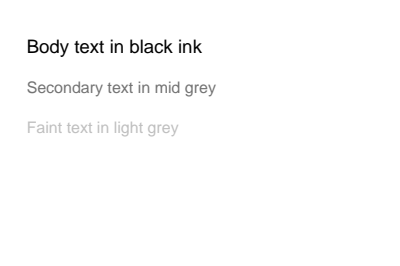 Body text in black ink
Secondary text in mid grey
Faint text in light grey